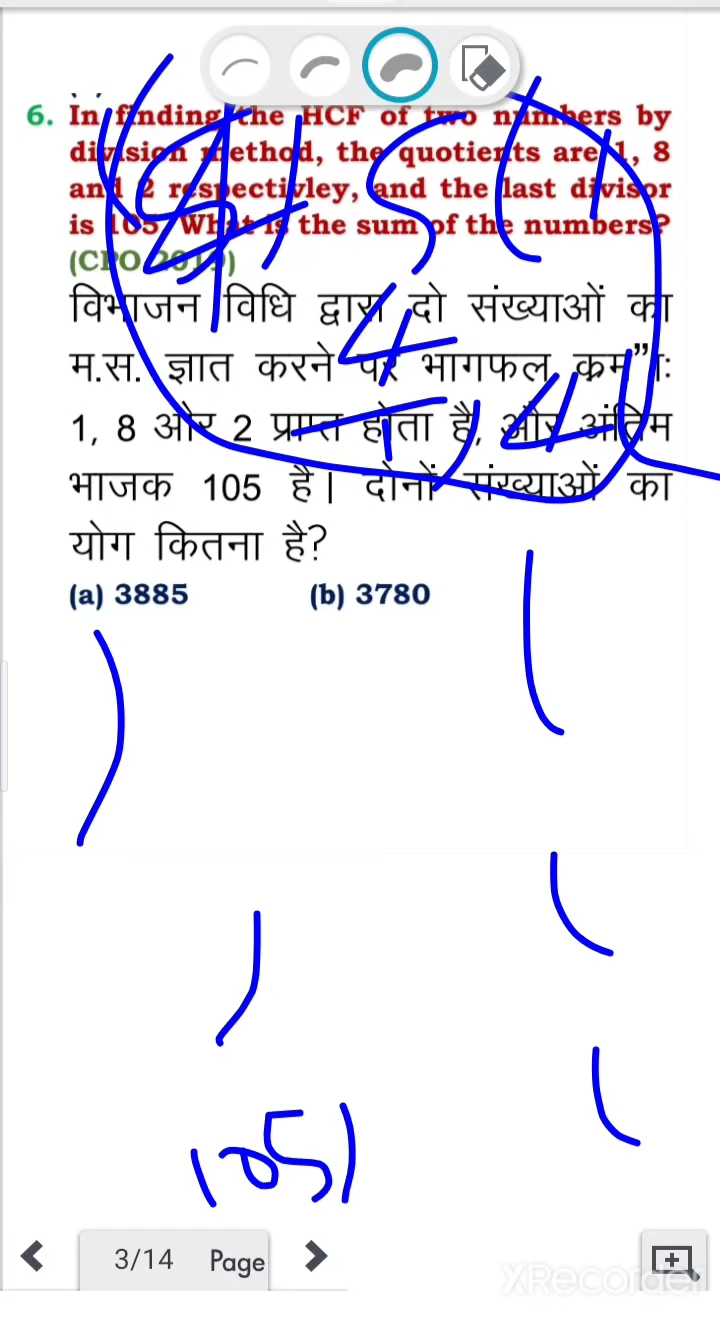 6. In finding the HCF of two numbers by
division method, the quotients are 1, 8
and 2 respectivley, and the last divisor
is 105. What is the sum of the numbers?
(CPO 2019)
विभाजन विधि द्वारा दो संख्याओं का
म.स. ज्ञात करने पर भागफल क्रम”ाः
1, 8 और 2 प्राप्त होता है, और अंतिम
भाजक 105 है| दोनों संख्याओं का
योग कितना है?
(a) 3885 (b) 3780
105)
3/14 Page
XRecorder